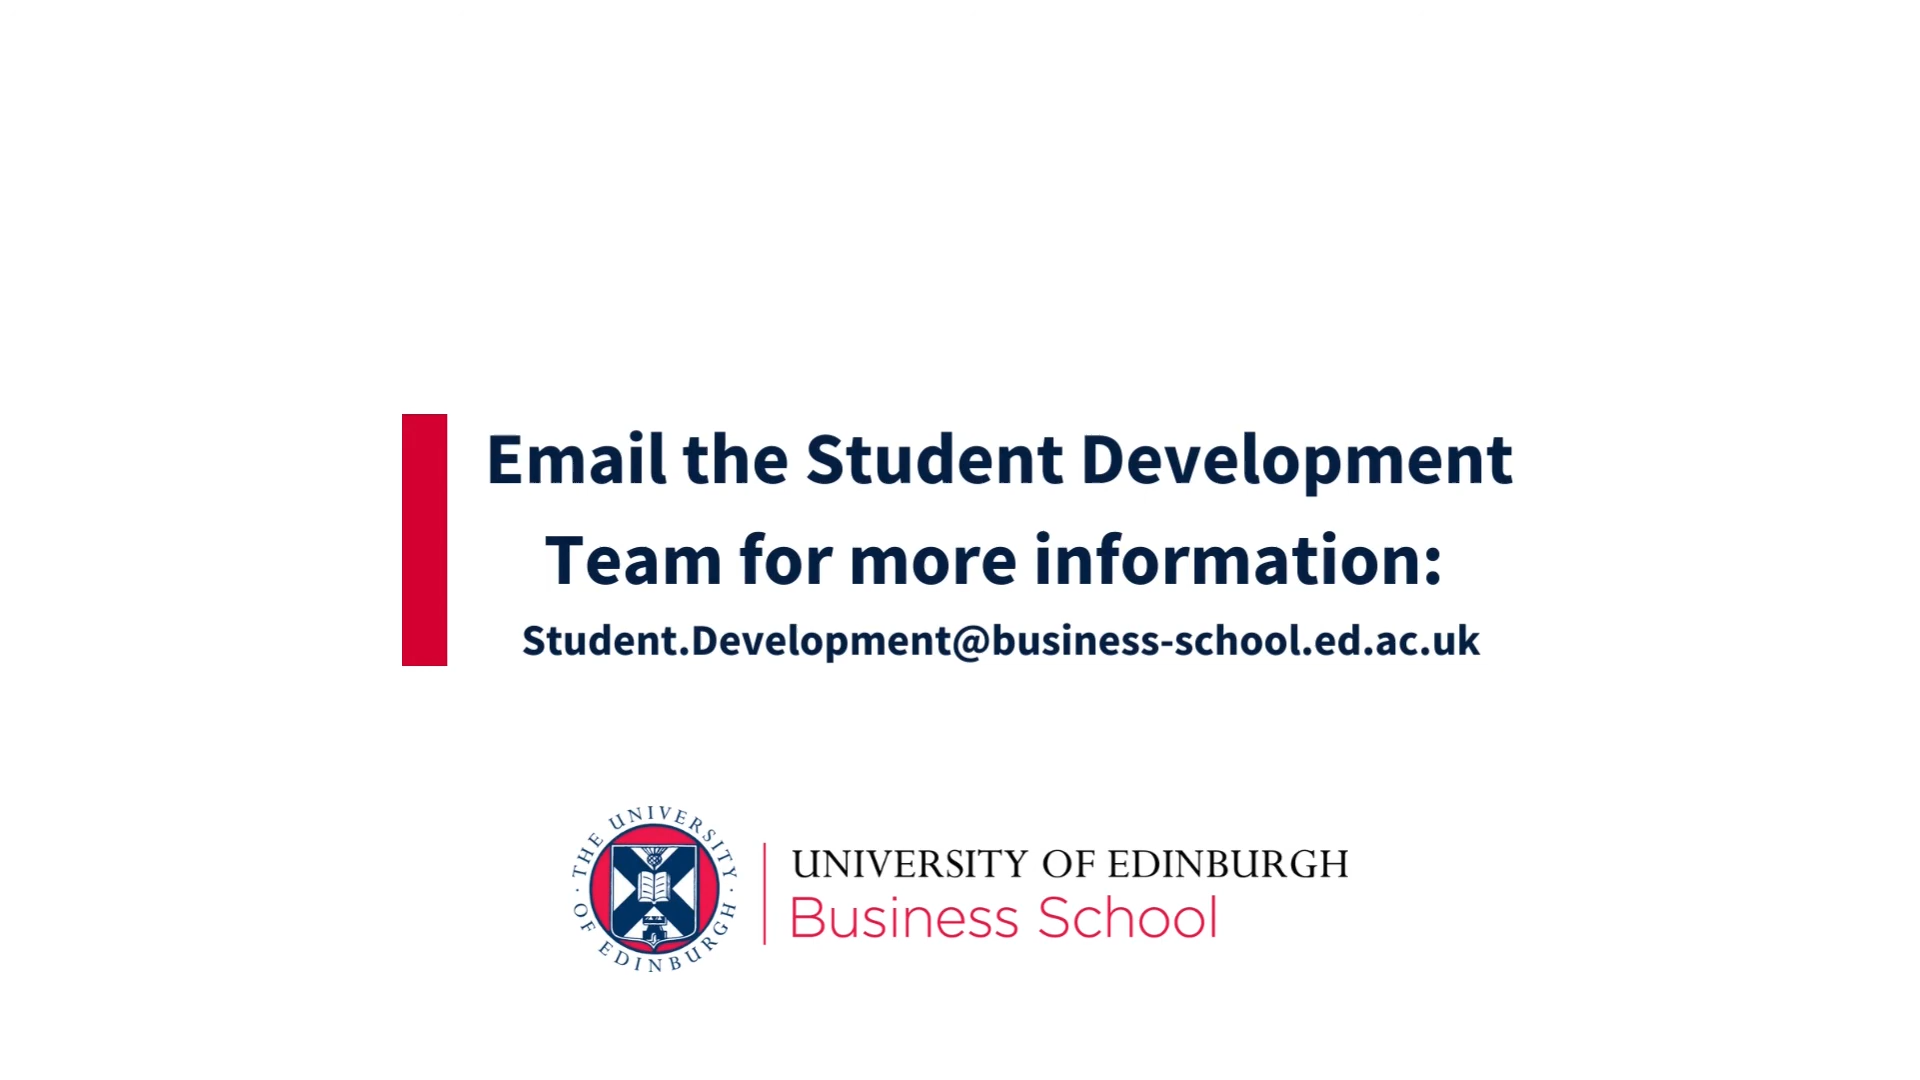 Email the Student Development
Team for more information:
Student.Development@business-school.ed.ac.uk
THE UNIVERSITY OF EDINBURGH
UNIVERSITY OF EDINBURGH
Business School